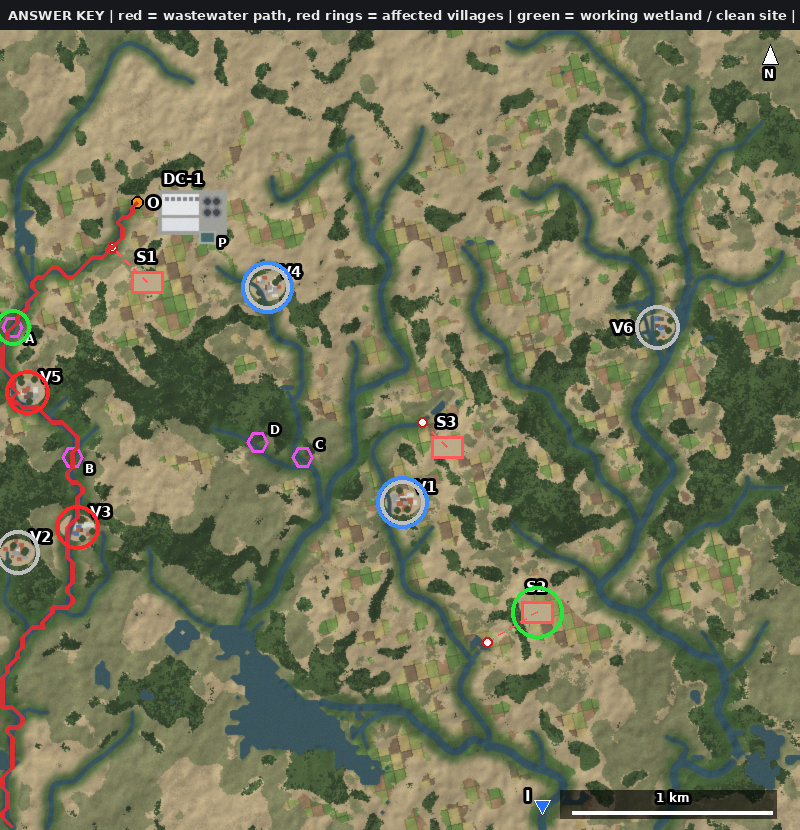 ANSWER KEY | red = wastewater path, red rings = affected villages | green = working wetland / clean site |
N
DC-1
O
P
S1
V4
V6
A
V5
S3
D
C
B
V1
V3
V2
S2
I
1 km